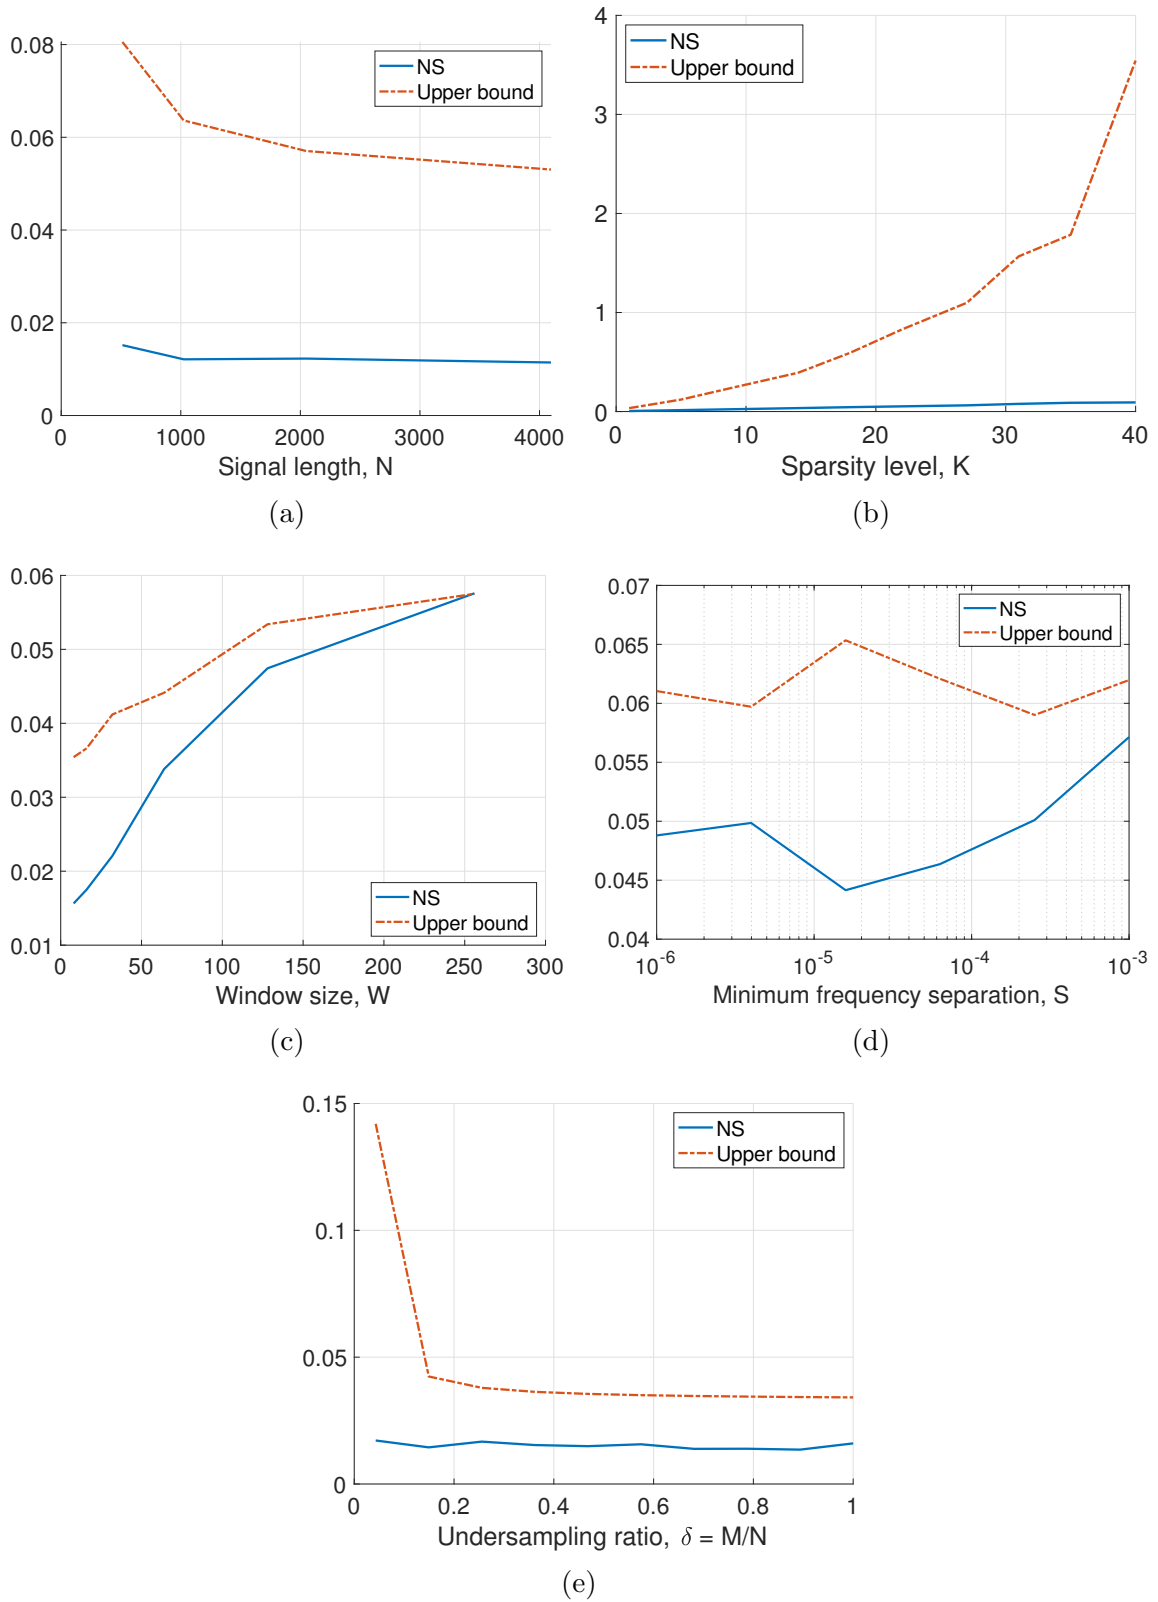 0.08
0.06
0.04
0.02
0
0 1000 2000 3000 4000
NS
Upper bound
Signal length, N
(a)
4
3
2
1
0
0 10 20 30 40
NS
Upper bound
Sparsity level, K
(b)
0.06
0.05
0.04
0.03
0.02
0.01
0 50 100 150 200 250 300
NS
Upper bound
Window size, W
(c)
0.07
0.065
0.06
0.055
0.05
0.045
0.04
10⁻⁶ 10⁻⁵ 10⁻⁴ 10⁻³
NS
Upper bound
Minimum frequency separation, S
(d)
0.15
0.1
0.05
0
0 0.2 0.4 0.6 0.8 1
NS
Upper bound
Undersampling ratio, δ = M/N
(e)